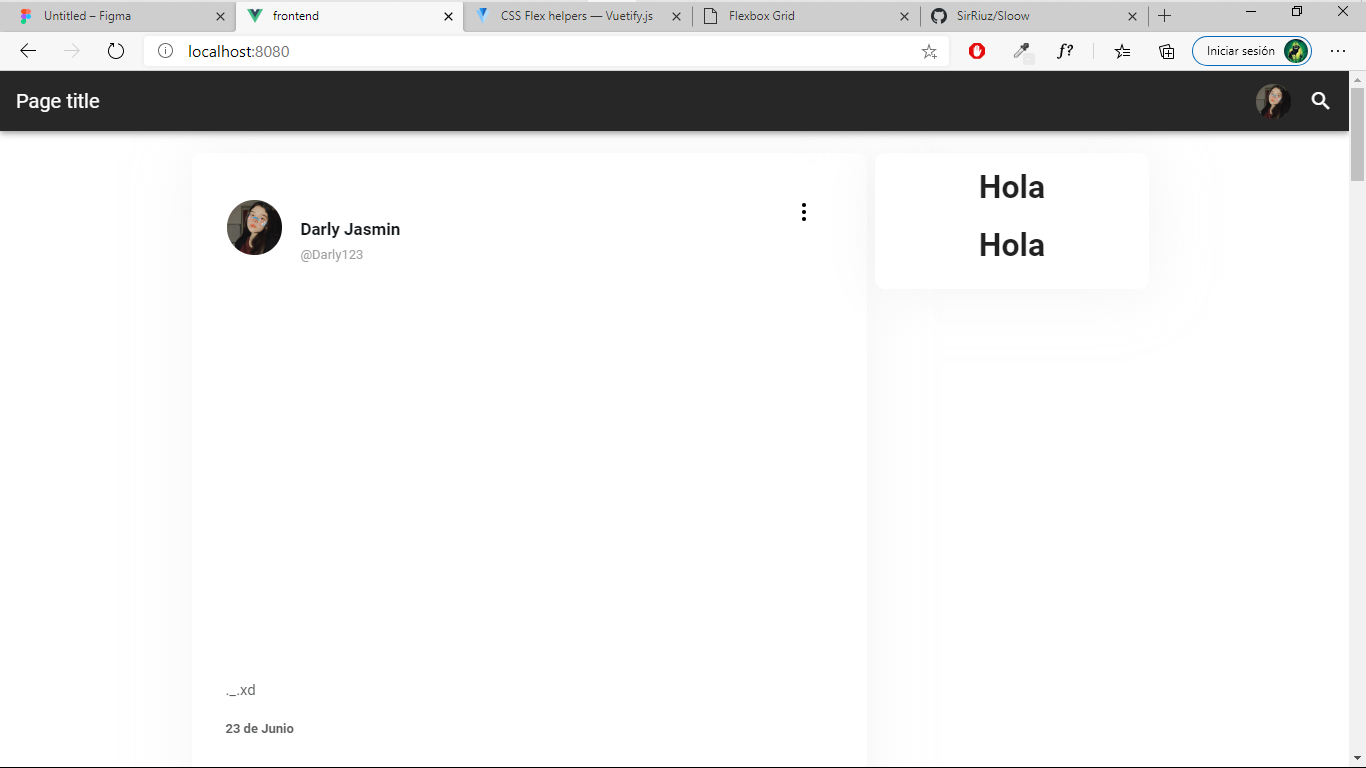 Untitled – Figma
frontend
CSS Flex helpers — Vuetify.js
Flexbox Grid
SirRiuz/Sloow
localhost:8080
f?
Iniciar sesión
Page title
Darly Jasmin
@Darly123
Hola
Hola
._.xd
23 de Junio